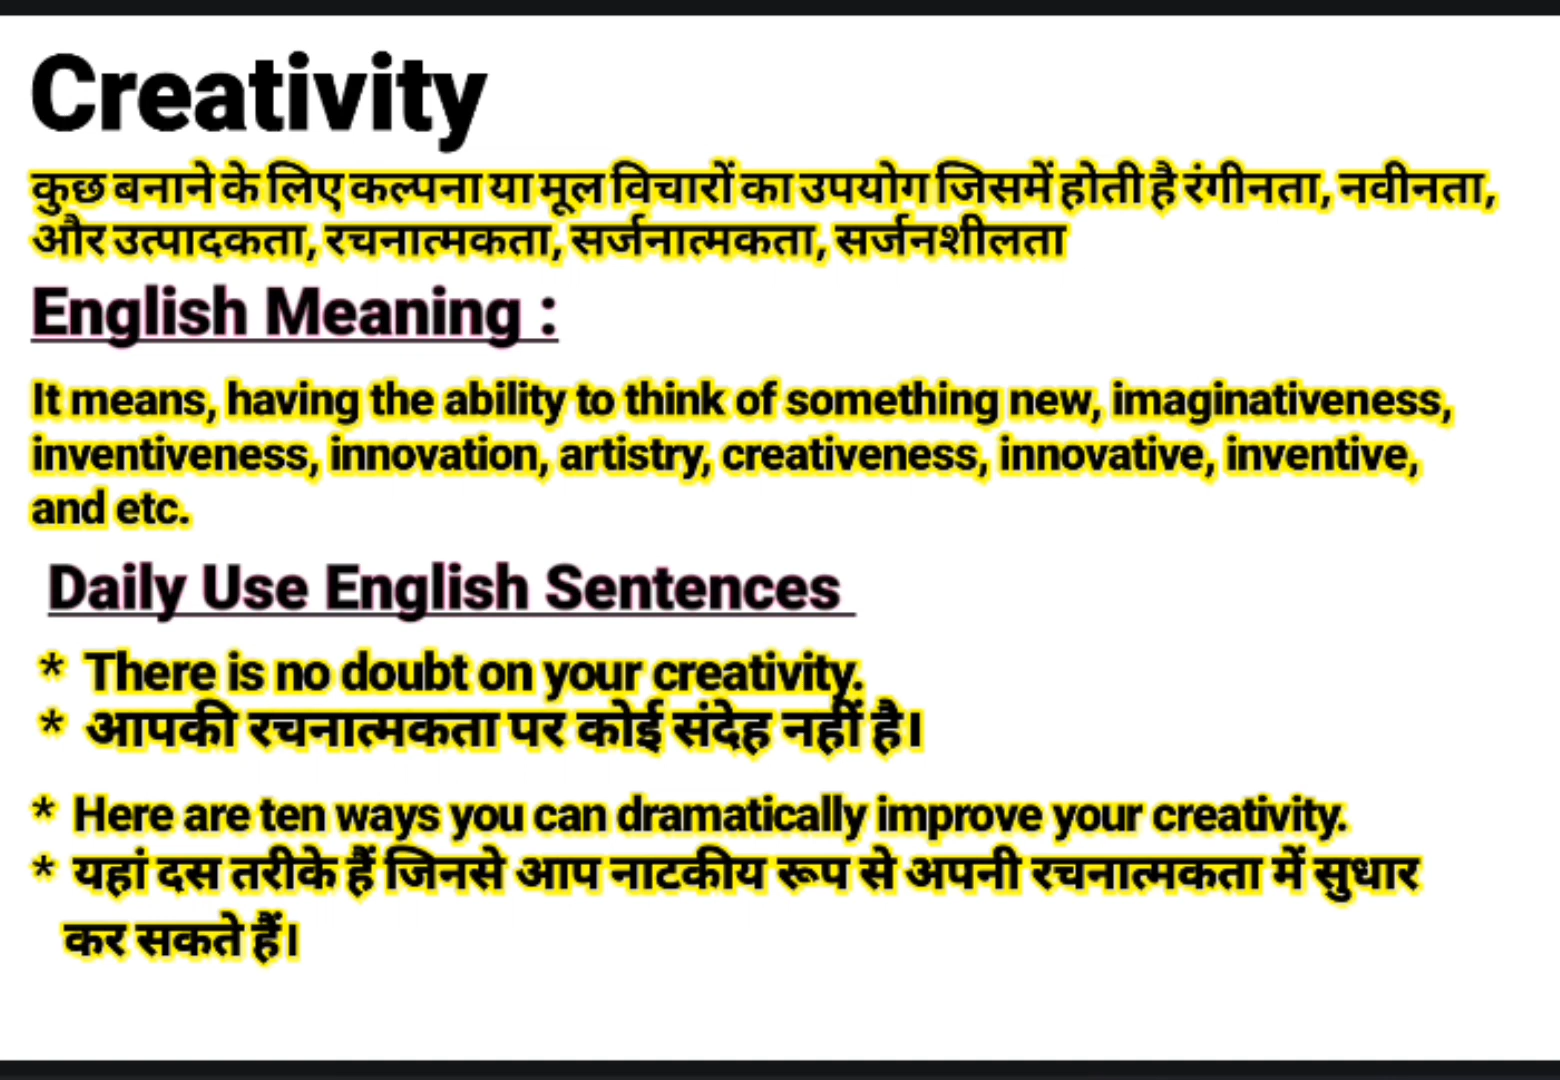 Creativity
कुछ बनाने के लिए कल्पना या मूल विचारों का उपयोग जिसमें होती है रंगीनता, नवीनता,
और उत्पादकता, रचनात्मकता, सर्जनात्मकता, सर्जनशीलता
English Meaning :
It means, having the ability to think of something new, imaginativeness,
inventiveness, innovation, artistry, creativeness, innovative, inventive,
and etc.
Daily Use English Sentences
* There is no doubt on your creativity.
* आपकी रचनात्मकता पर कोई संदेह नहीं है।
* Here are ten ways you can dramatically improve your creativity.
* यहां दस तरीके हैं जिनसे आप नाटकीय रूप से अपनी रचनात्मकता में सुधार
कर सकते हैं।